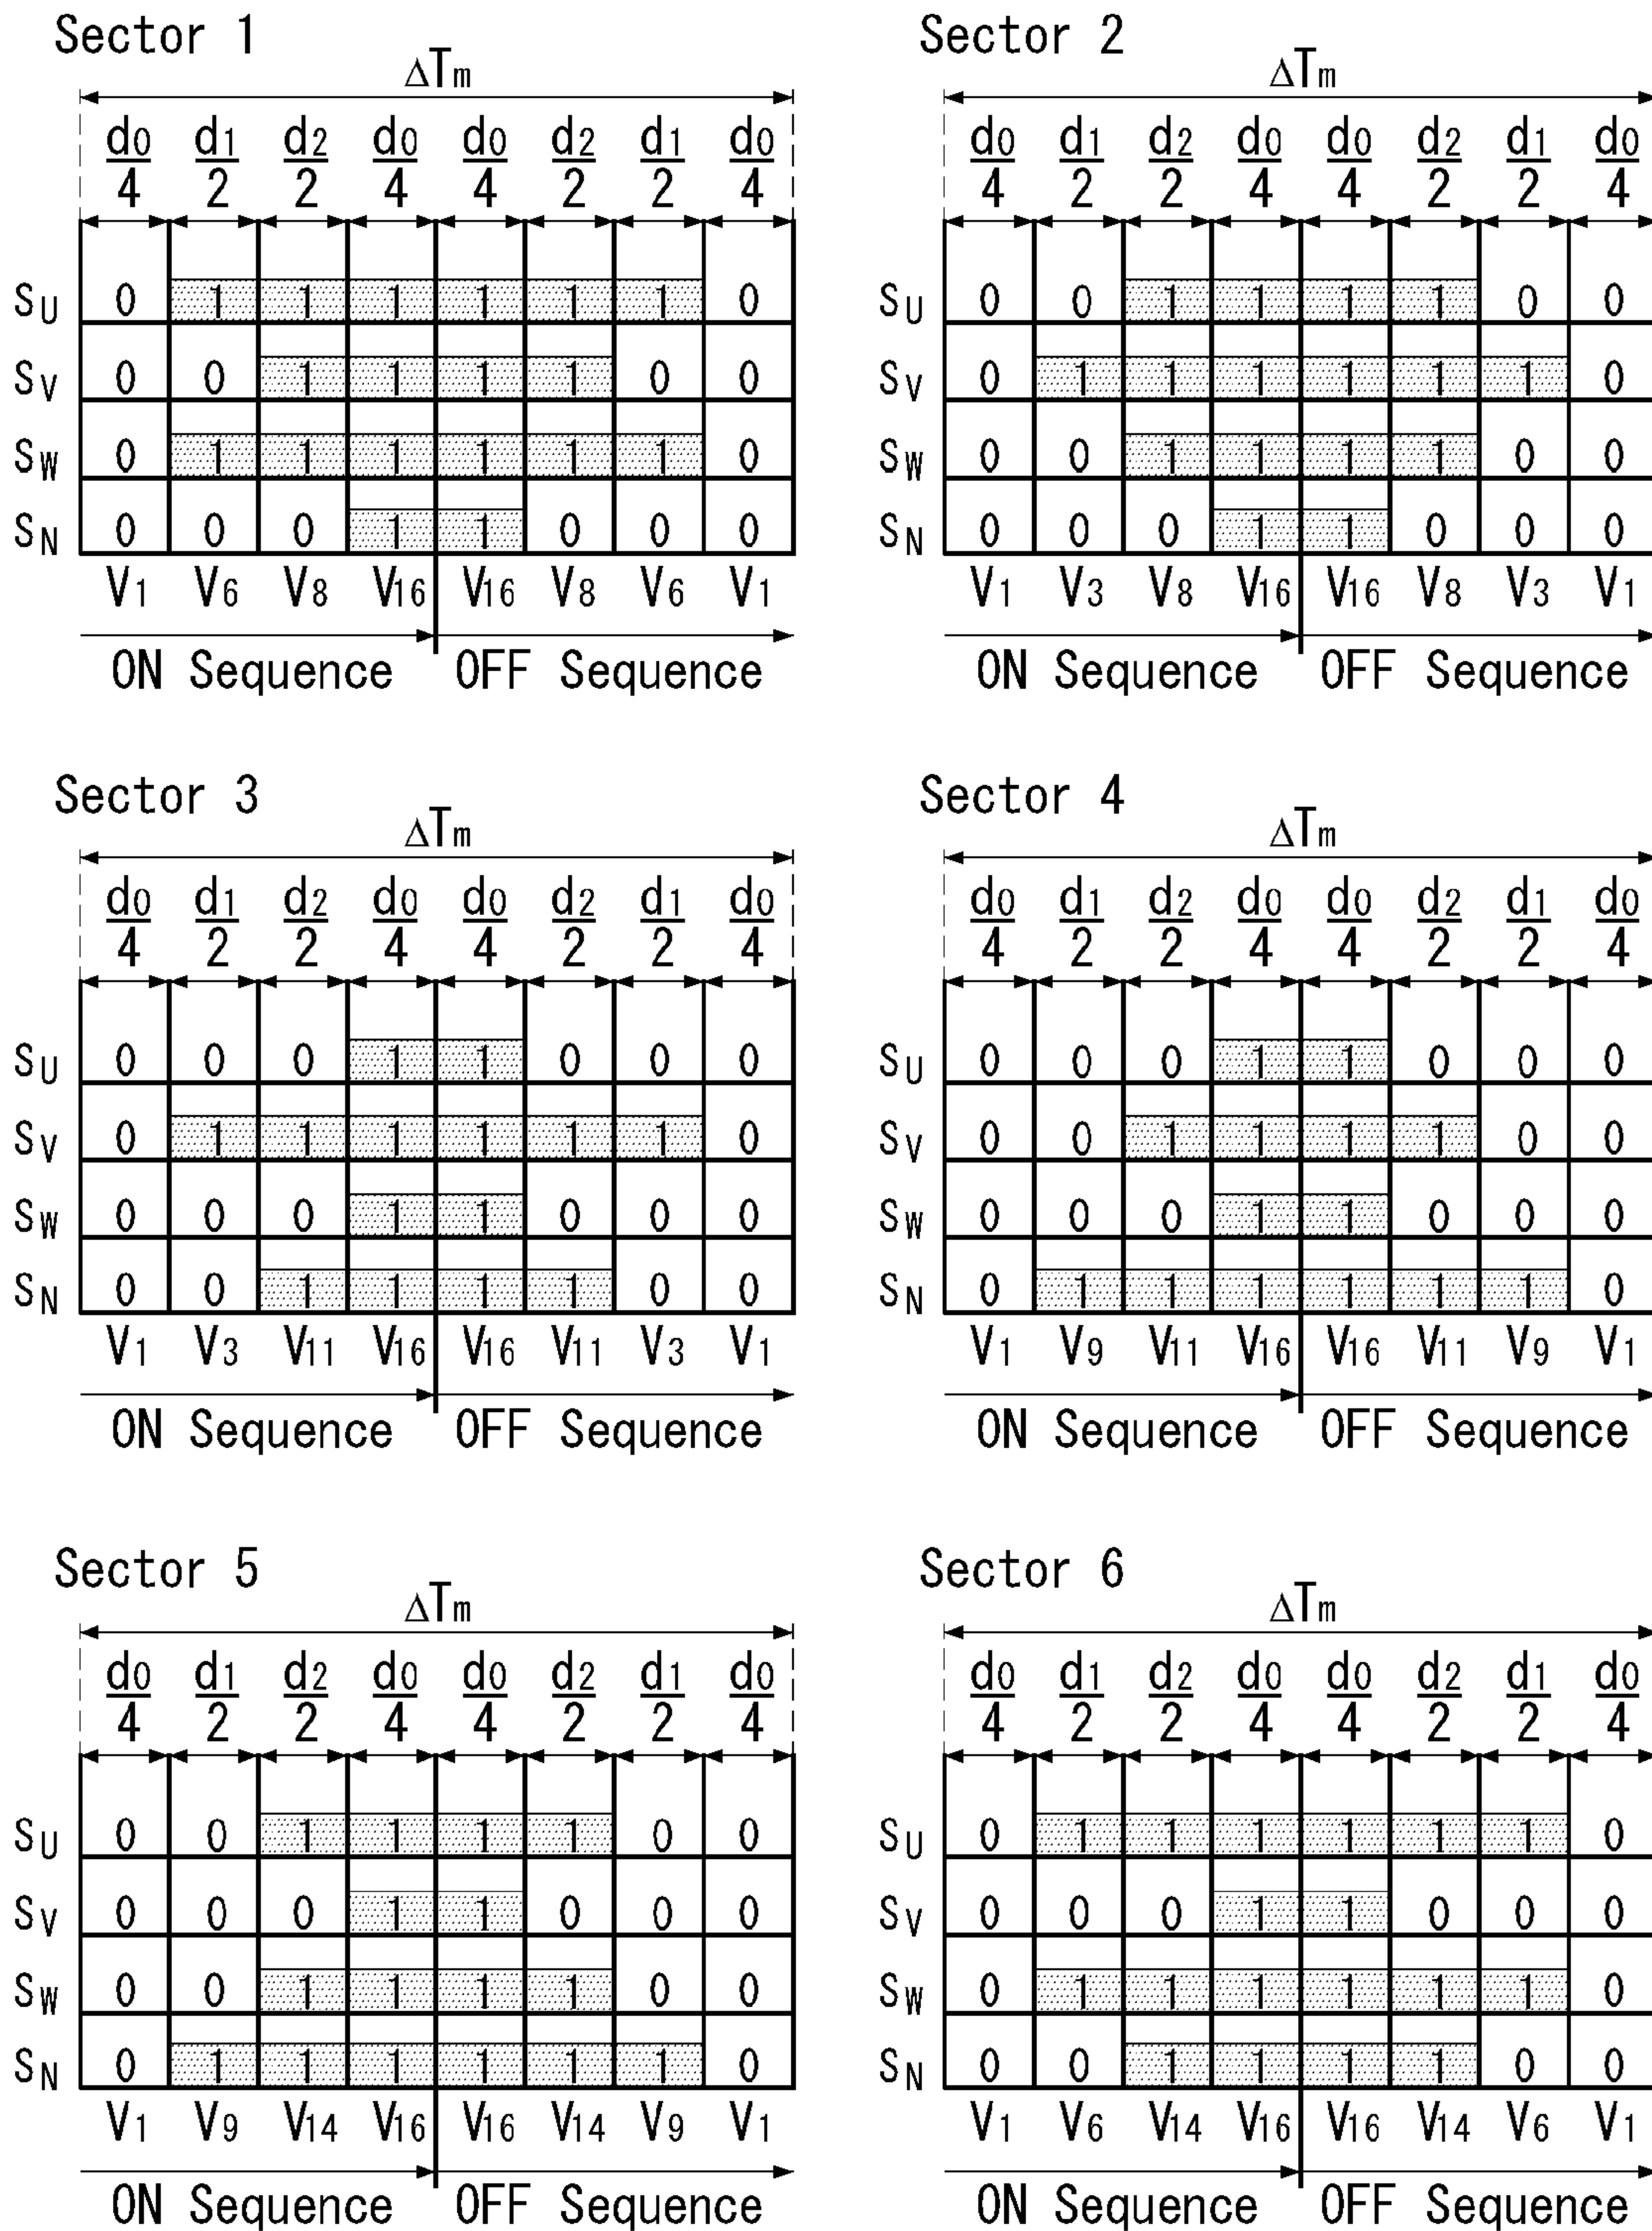 Sector 1
ΔTm
d0/4 d1/2 d2/2 d0/4 d0/4 d2/2 d1/2 d0/4
SU 0 1 1 1 1 1 1 0
SV 0 0 1 1 1 1 0 0
SW 0 1 1 1 1 1 1 0
SN 0 0 0 1 1 0 0 0
V1 V6 V8 V16 V16 V8 V6 V1
ON Sequence OFF Sequence
Sector 2
ΔTm
d0/4 d1/2 d2/2 d0/4 d0/4 d2/2 d1/2 d0/4
SU 0 0 1 1 1 1 0 0
SV 0 1 1 1 1 1 1 0
SW 0 0 1 1 1 1 0 0
SN 0 0 0 1 1 0 0 0
V1 V3 V8 V16 V16 V8 V3 V1
ON Sequence OFF Sequence
Sector 3
ΔTm
d0/4 d1/2 d2/2 d0/4 d0/4 d2/2 d1/2 d0/4
SU 0 0 0 1 1 0 0 0
SV 0 1 1 1 1 1 1 0
SW 0 0 0 1 1 0 0 0
SN 0 0 1 1 1 1 0 0
V1 V3 V11 V16 V16 V11 V3 V1
ON Sequence OFF Sequence
Sector 4
ΔTm
d0/4 d1/2 d2/2 d0/4 d0/4 d2/2 d1/2 d0/4
SU 0 0 0 1 1 0 0 0
SV 0 0 1 1 1 1 0 0
SW 0 0 0 1 1 0 0 0
SN 0 1 1 1 1 1 1 0
V1 V9 V11 V16 V16 V11 V9 V1
ON Sequence OFF Sequence
Sector 5
ΔTm
d0/4 d1/2 d2/2 d0/4 d0/4 d2/2 d1/2 d0/4
SU 0 0 1 1 1 1 0 0
SV 0 0 0 1 1 0 0 0
SW 0 0 1 1 1 1 0 0
SN 0 1 1 1 1 1 1 0
V1 V9 V14 V16 V16 V14 V9 V1
ON Sequence OFF Sequence
Sector 6
ΔTm
d0/4 d1/2 d2/2 d0/4 d0/4 d2/2 d1/2 d0/4
SU 0 1 1 1 1 1 1 0
SV 0 0 0 1 1 0 0 0
SW 0 1 1 1 1 1 1 0
SN 0 0 1 1 1 1 0 0
V1 V6 V14 V16 V16 V14 V6 V1
ON Sequence OFF Sequence